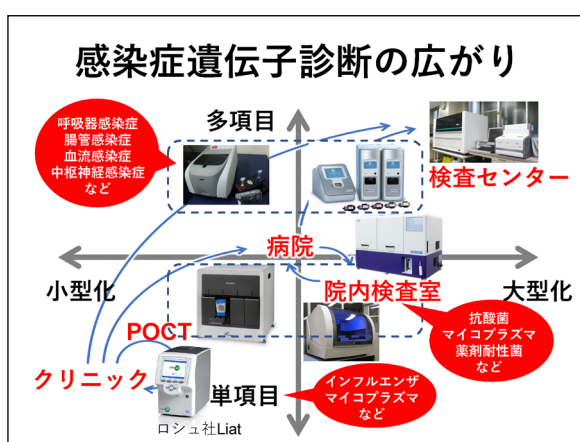 感染症遺伝子診断の広がり
多項目
呼吸器感染症
腸管感染症
血流感染症
中枢神経感染症
など
検査センター
病院
小型化
院内検査室
大型化
POCT
抗酸菌
マイコプラズマ
薬剤耐性菌
など
クリニック
単項目
インフルエンザ
マイコプラズマ
など
ロシュ社Liat